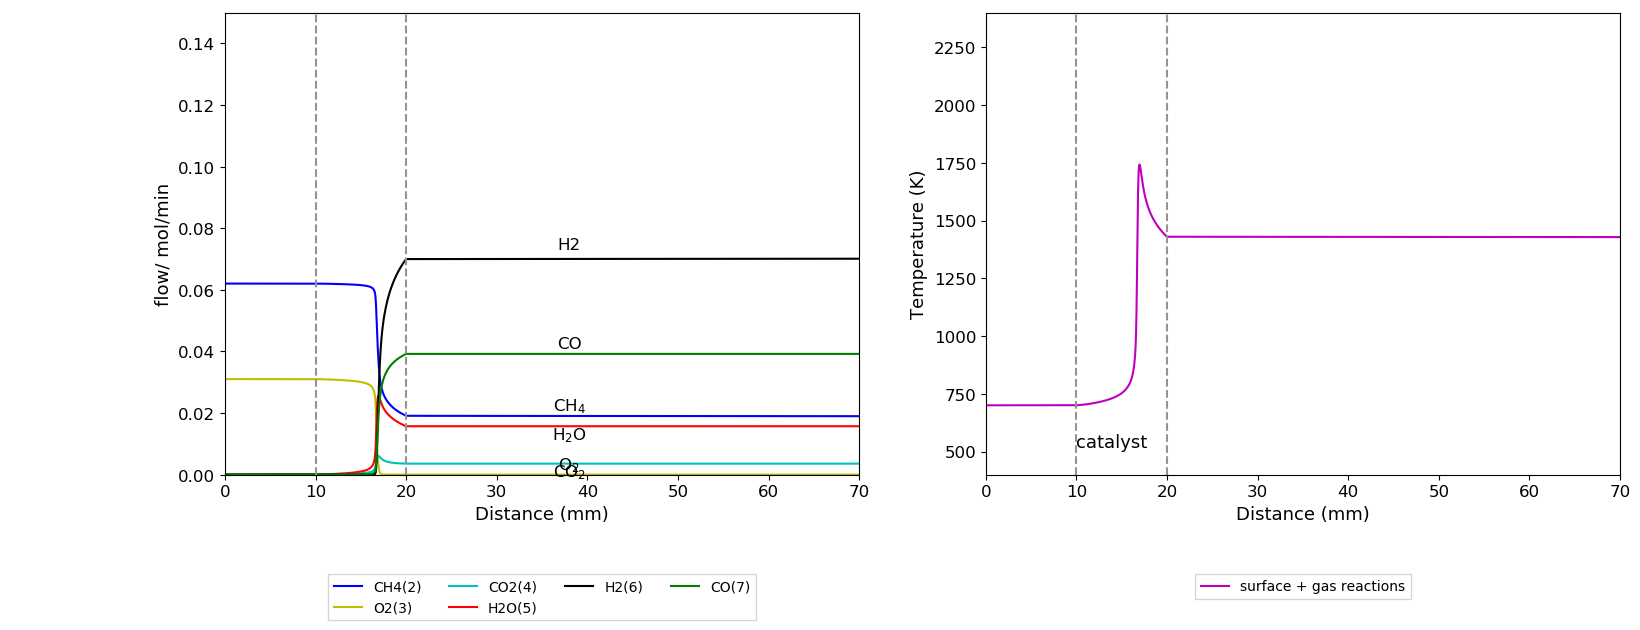 0.14
0.12
0.10
0.08
0.06
0.04
0.02
0.00
flow/ mol/min
H2
CO
CH₄
H₂O
O₂
CO₂
0 10 20 30 40 50 60 70
Distance (mm)
CH4(2) CO2(4) H2(6) CO(7)
O2(3) H2O(5)
2250
2000
1750
1500
1250
1000
750
500
Temperature (K)
catalyst
0 10 20 30 40 50 60 70
Distance (mm)
surface + gas reactions